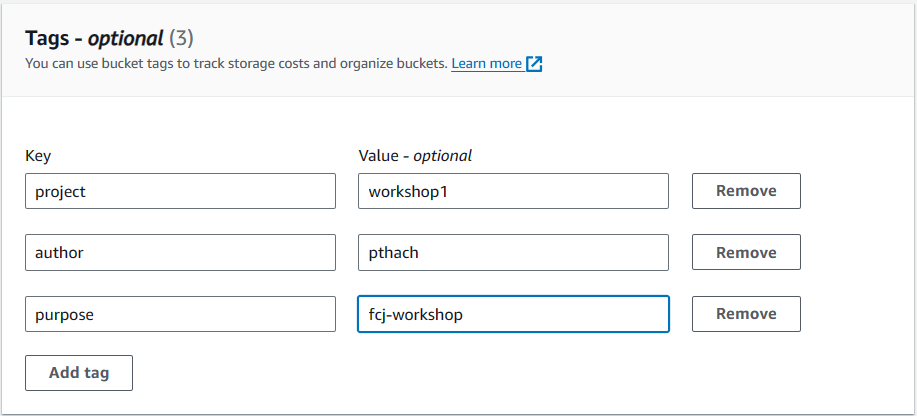 Tags - optional (3)
You can use bucket tags to track storage costs and organize buckets. Learn more
Key Value - optional
project workshop1 Remove
author pthach Remove
purpose fcj-workshop Remove
Add tag